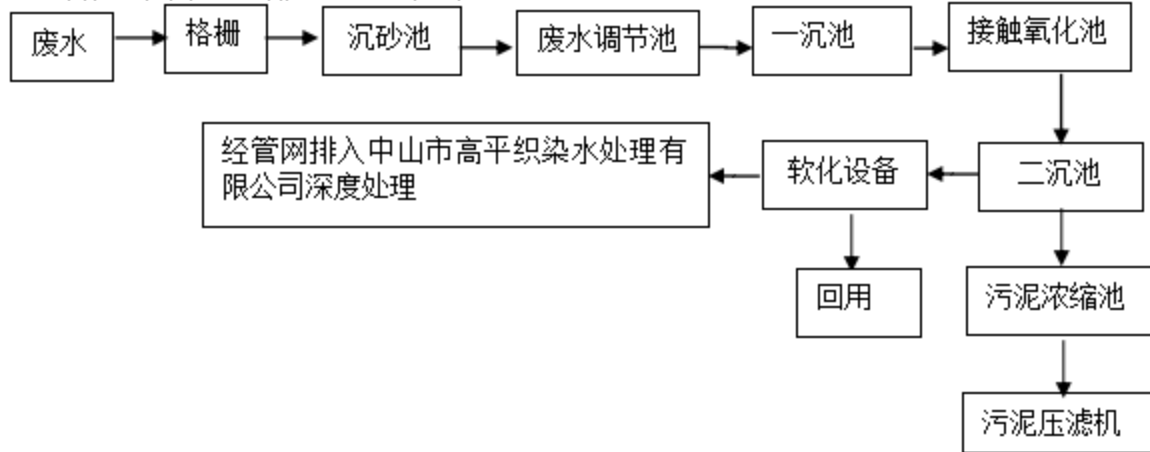 废水
格栅
沉砂池
废水调节池
一沉池
接触氧化池
经管网排入中山市高平织染水处理有
限公司深度处理
软化设备
二沉池
回用
污泥浓缩池
污泥压滤机